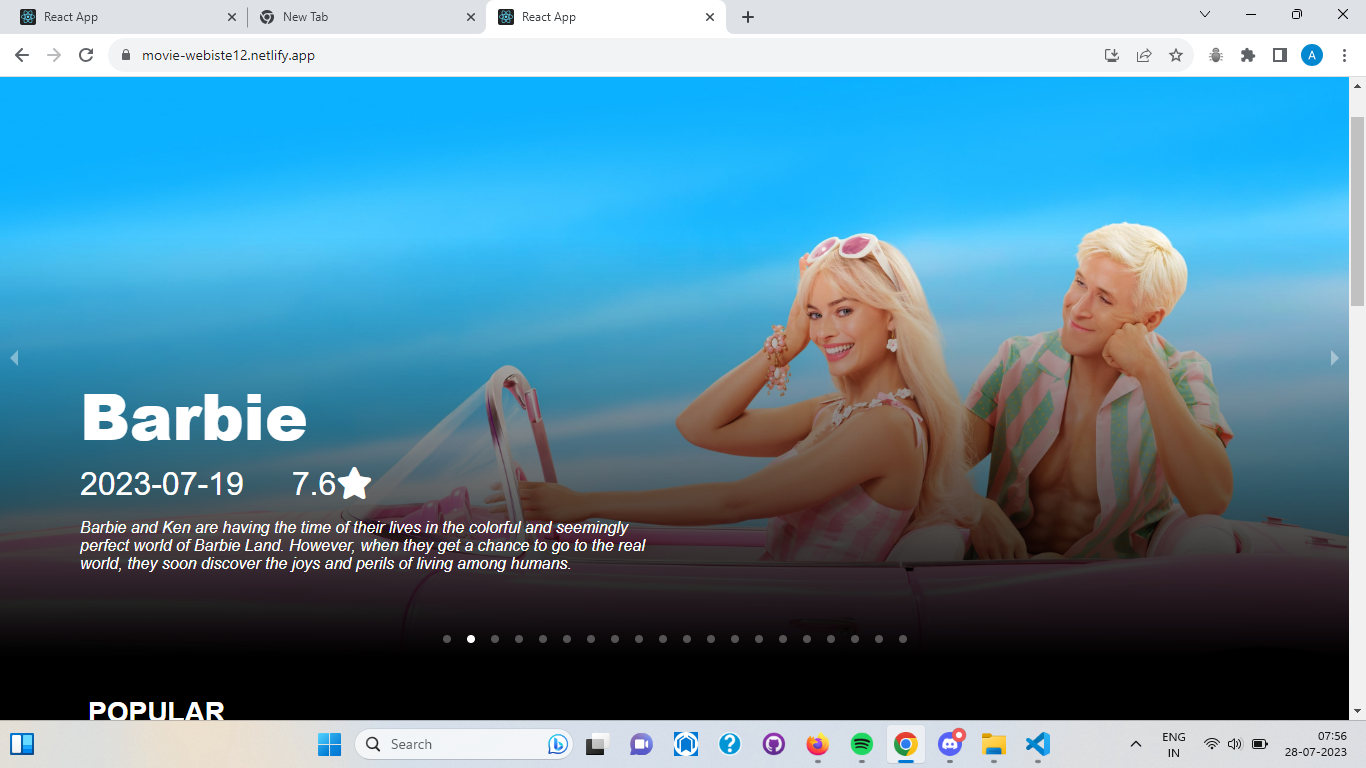 React App
New Tab
React App
movie-webiste12.netlify.app
A
Barbie
2023-07-19 7.6
Barbie and Ken are having the time of their lives in the colorful and seemingly
perfect world of Barbie Land. However, when they get a chance to go to the real
world, they soon discover the joys and perils of living among humans.
POPULAR
Search
ENG
IN
07:56
28-07-2023